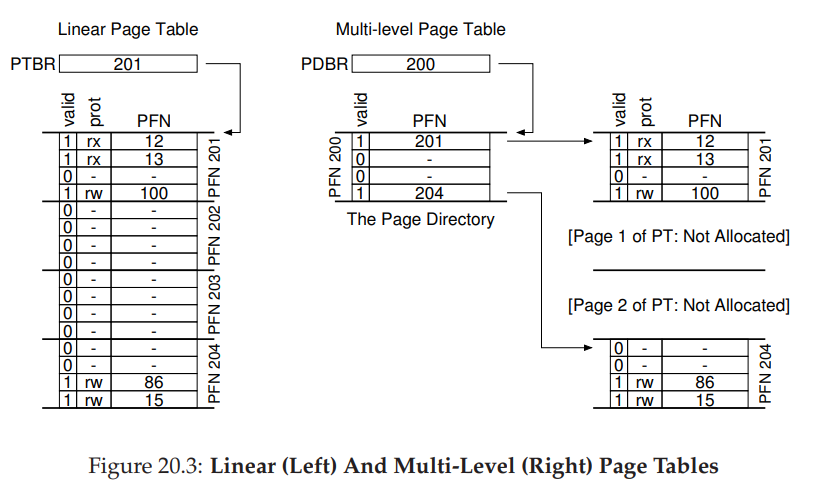 Linear Page Table
PTBR 201
valid prot PFN
1 rx 12
1 rx 13
0 - -
1 rw 100
PFN 201
0 - -
0 - -
0 - -
0 - -
PFN 202
0 - -
0 - -
0 - -
0 - -
PFN 203
0 - -
0 - -
1 rw 86
1 rw 15
PFN 204
Multi-level Page Table
PDBR 200
valid PFN
PFN 200
1 201
0 -
0 -
1 204
The Page Directory
valid prot PFN
1 rx 12
1 rx 13
0 - -
1 rw 100
PFN 201
[Page 1 of PT: Not Allocated]
[Page 2 of PT: Not Allocated]
0 - -
0 - -
1 rw 86
1 rw 15
PFN 204
Figure 20.3: Linear (Left) And Multi-Level (Right) Page Tables